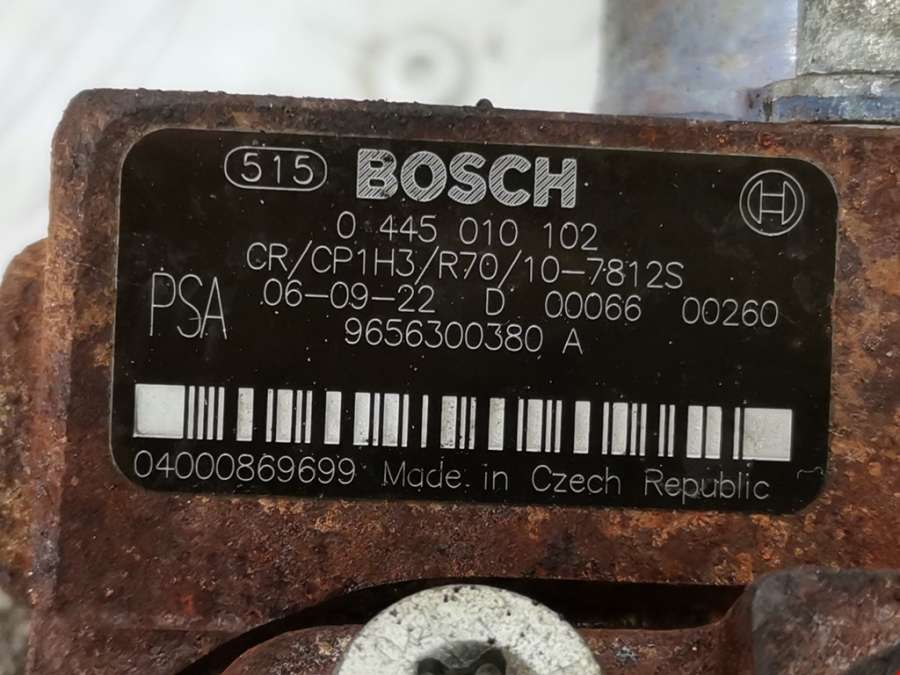 515 BOSCH
0 445 010 102
CR/CP1H3/R70/10-7812S
PSA 06-09-22 D 00066 00260
9656300380 A
04000869699 Made in Czech Republic